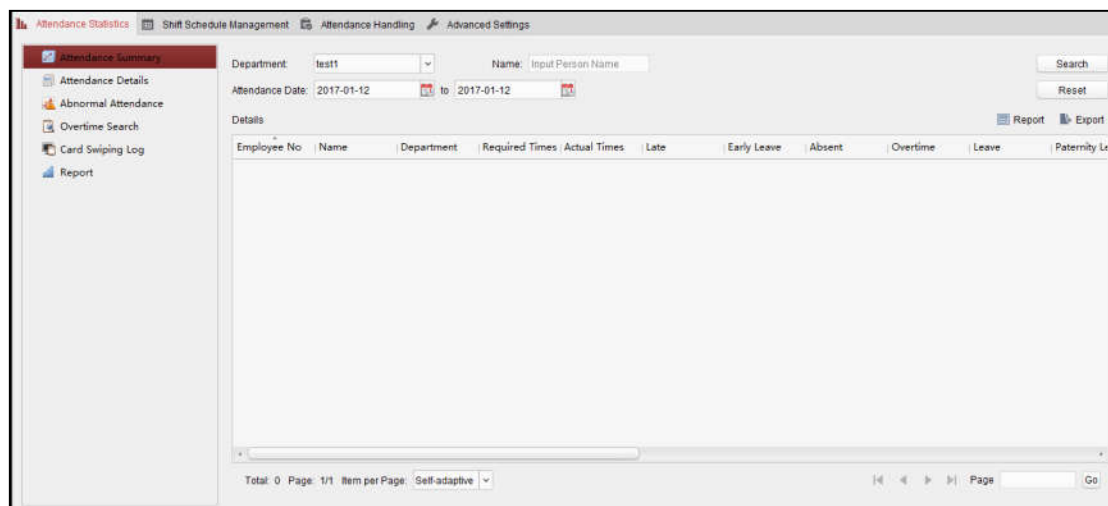 Attendance Statistics Shift Schedule Management Attendance Handling Advanced Settings
Attendance Summary
Attendance Details
Abnormal Attendance
Overtime Search
Card Swiping Log
Report
Department: test1 Name: Input Person Name Search
Attendance Date: 2017-01-12 to 2017-01-12 Reset
Details Report Export
Employee No Name Department Required Times Actual Times Late Early Leave Absent Overtime Leave Paternity Le
Total: 0 Page: 1/1 Item per Page: Self-adaptive Page Go